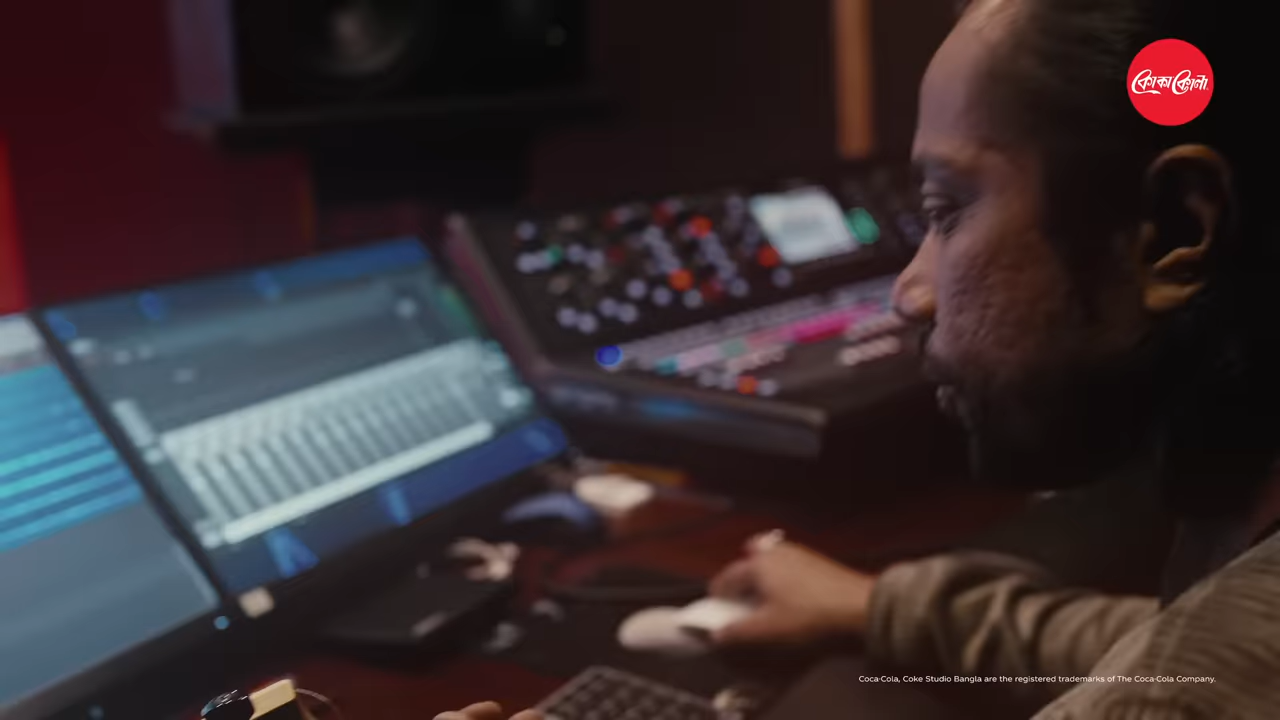 কোকা-কোলা
Coca-Cola, Coke Studio Bangla are the registered trademarks of The Coca-Cola Company.